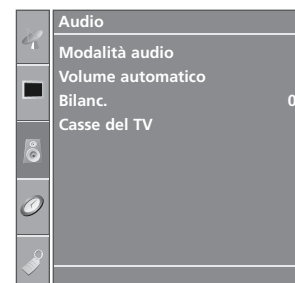 Audio
Modalità audio
Volume automatico
Bilanc. 0
Casse del TV